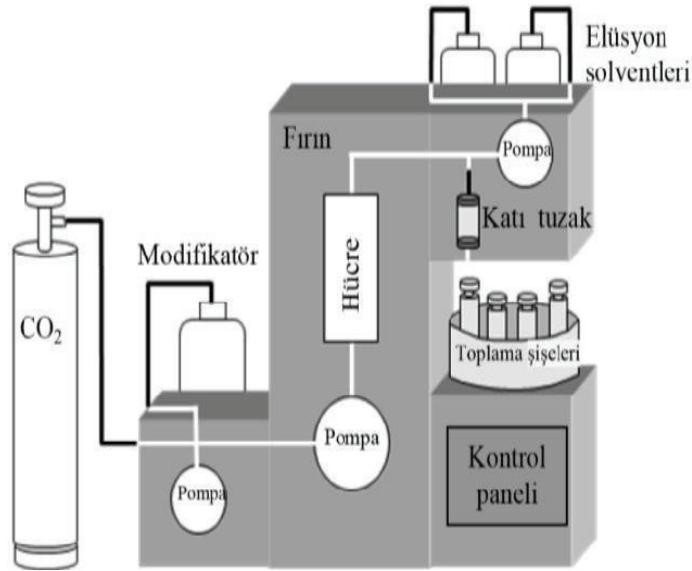 Elüsyon
solventleri
Fırın
Pompa
Katı tuzak
Modifikatör
Hücre
CO₂
Toplama şişeleri
Pompa
Kontrol
paneli
Pompa